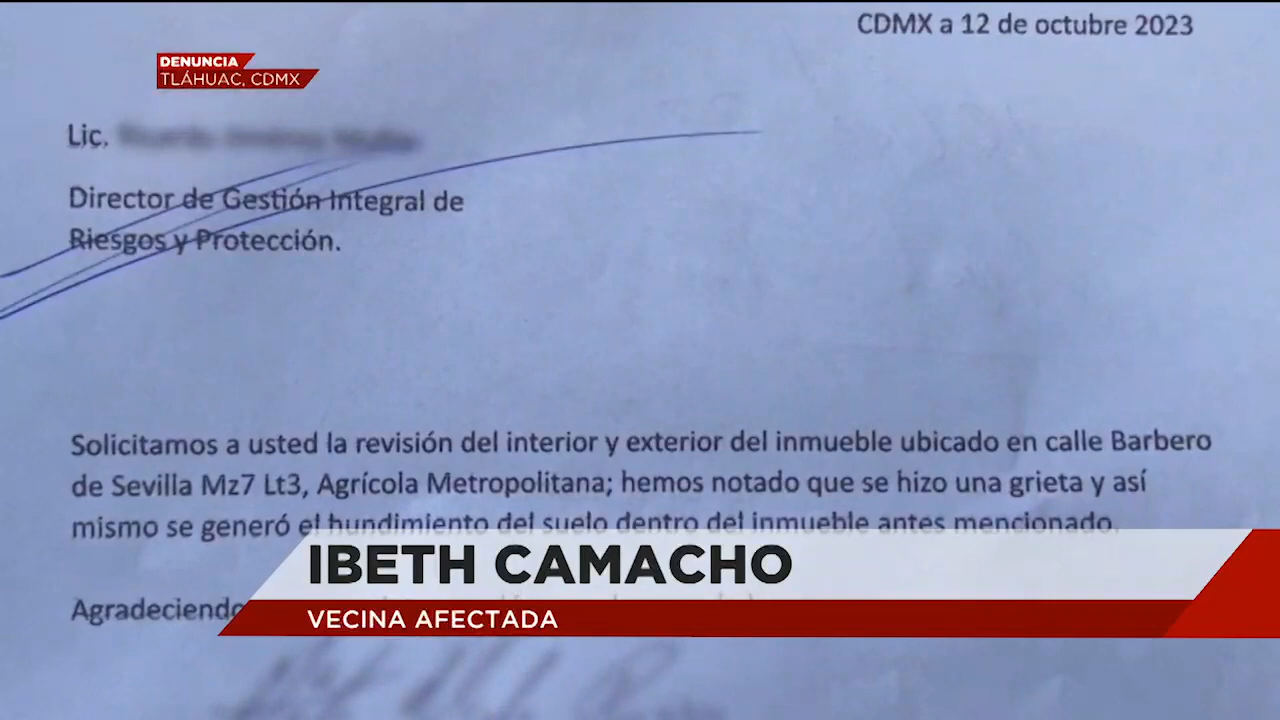 CDMX a 12 de octubre 2023
DENUNCIA
TLÁHUAC, CDMX
Lic.
Director de Gestión Integral de
Riesgos y Protección.
Solicitamos a usted la revisión del interior y exterior del inmueble ubicado en calle Barbero
de Sevilla Mz7 Lt3, Agrícola Metropolitana; hemos notado que se hizo una grieta y así
mismo se generó el hundimiento del suelo dentro del inmueble antes mencionado.
IBETH CAMACHO
Agradeciendo
VECINA AFECTADA